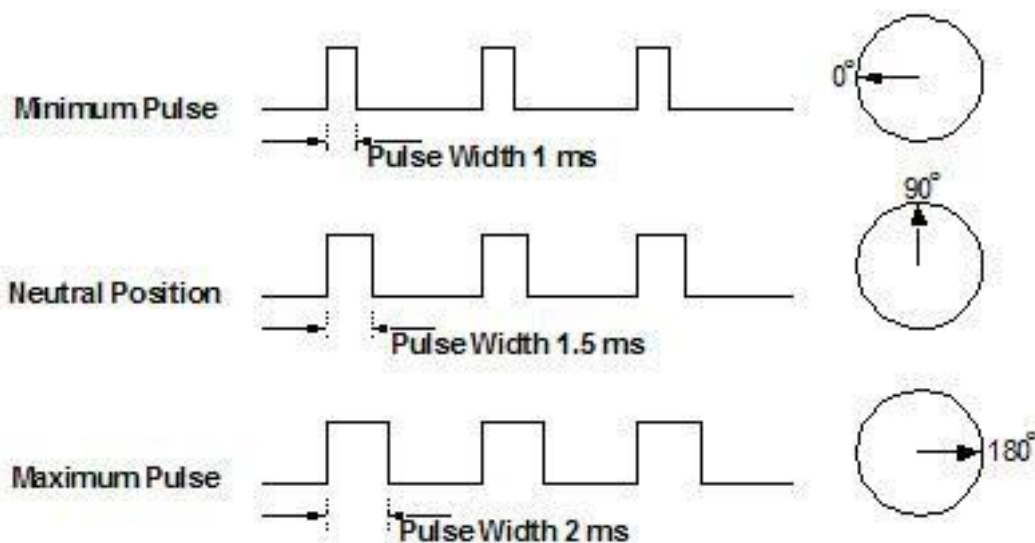 Minimum Pulse
Pulse Width 1 ms
0°
90°
Neutral Position
Pulse Width 1.5 ms
Maximum Pulse
Pulse Width 2 ms
180°